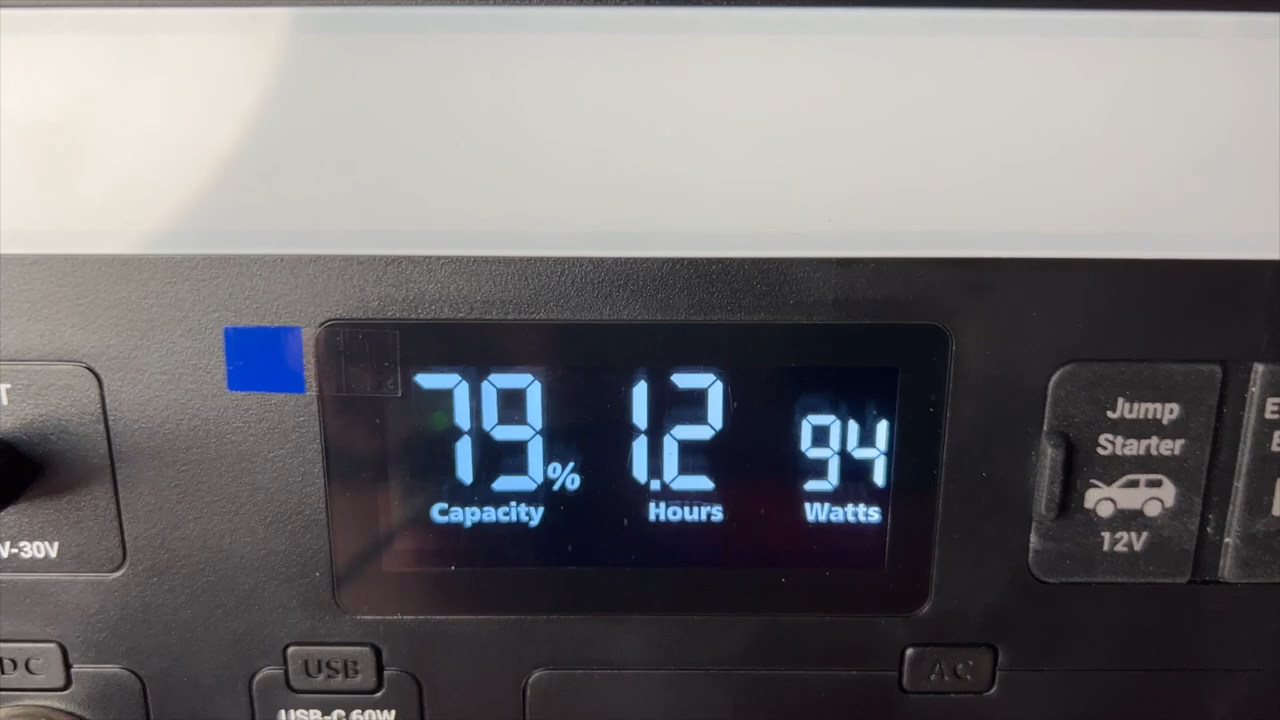 79% 1.2 94
Capacity Hours Watts
Jump
Starter
12V
V-30V
DC
USB
AC
USB-C 60W